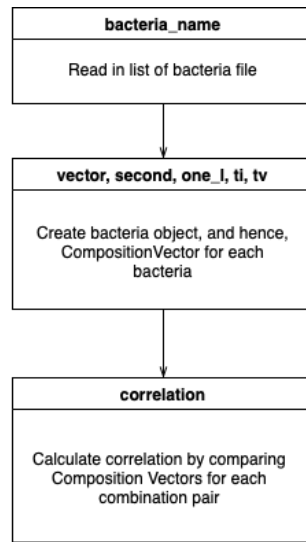 bacteria_name
Read in list of bacteria file
vector, second, one_l, ti, tv
Create bacteria object, and hence,
CompositionVector for each
bacteria
correlation
Calculate correlation by comparing
Composition Vectors for each
combination pair